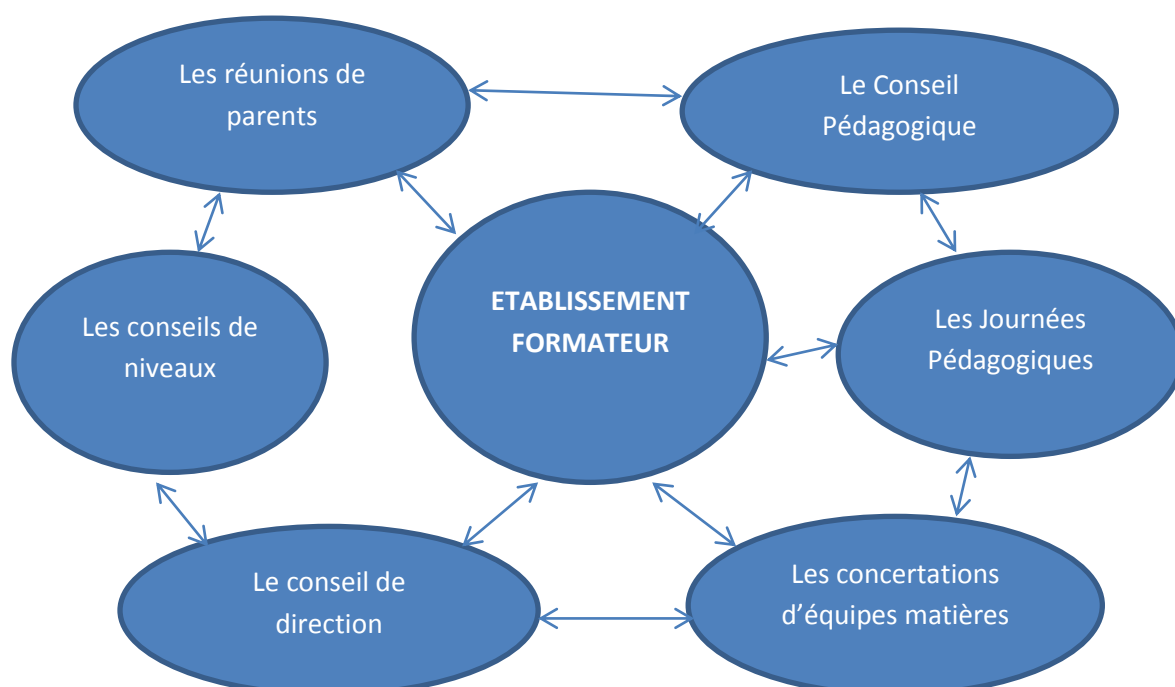 Les réunions de
parents
Le Conseil
Pédagogique
ETABLISSEMENT
FORMATEUR
Les conseils de
niveaux
Les Journées
Pédagogiques
Le conseil de
direction
Les concertations
d’équipes matières